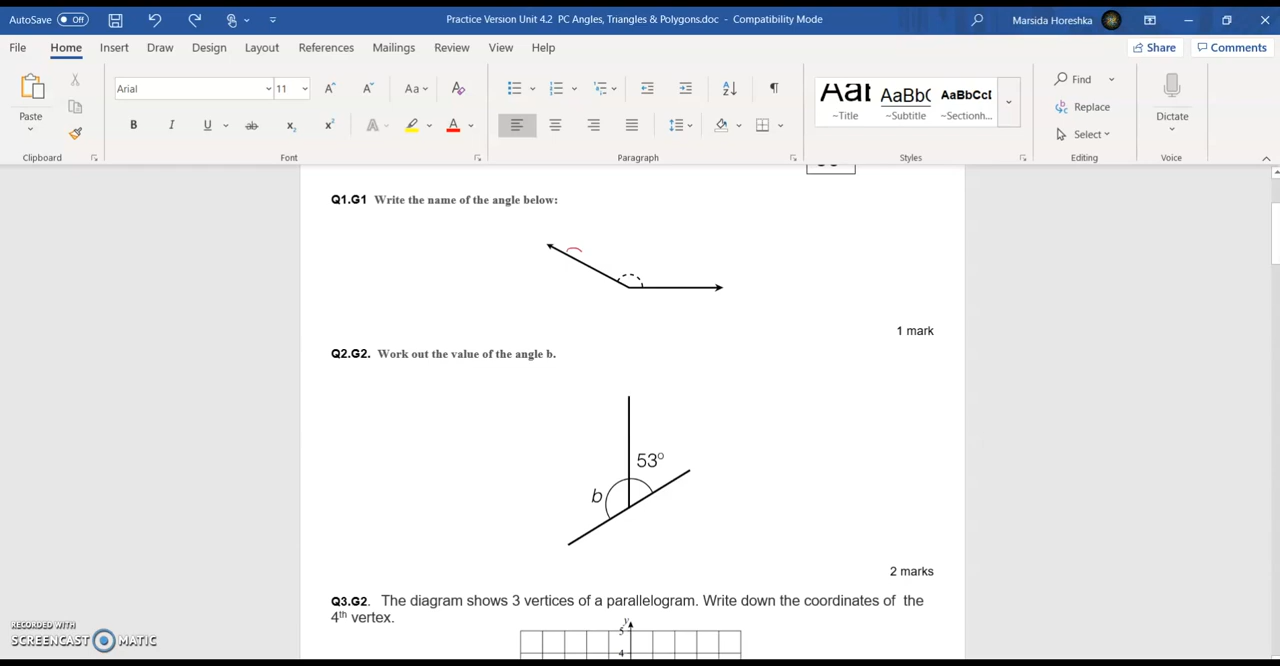 AutoSave Off
Practice Version Unit 4.2 PC Angles, Triangles & Polygons.doc - Compatibility Mode
Marsida Horeshka
File Home Insert Draw Design Layout References Mailings Review View Help
Share Comments
Paste
Clipboard
Arial 11
Font
Paragraph
AaI AaBb( AaBbCcI
~Title ~Subtitle ~Sectionh...
Styles
Find
Replace
Select
Editing
Dictate
Voice
Q1.G1 Write the name of the angle below:
1 mark
Q2.G2. Work out the value of the angle b.
53°
b
2 marks
Q3.G2. The diagram shows 3 vertices of a parallelogram. Write down the coordinates of the
4th vertex.
y
5
4
RECORDED WITH
SCREENCAST MATIC